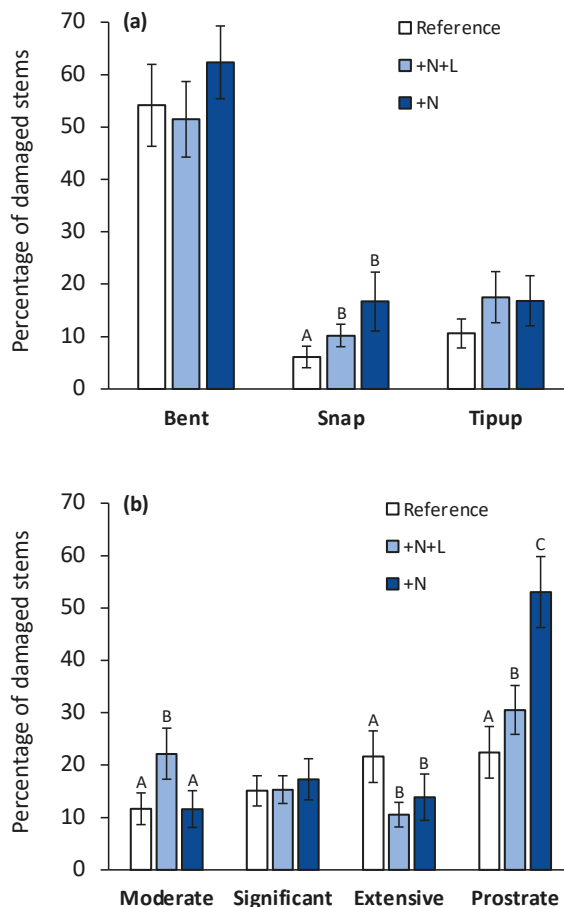 (a)
Percentage of damaged stems
70
60
50
40
30
20
10
0
Reference
+N+L
+N
A
B
B
Bent Snap Tipup
(b)
Percentage of damaged stems
70
60
50
40
30
20
10
0
Reference
+N+L
+N
A
B
A
A
B
B
A
B
C
Moderate Significant Extensive Prostrate